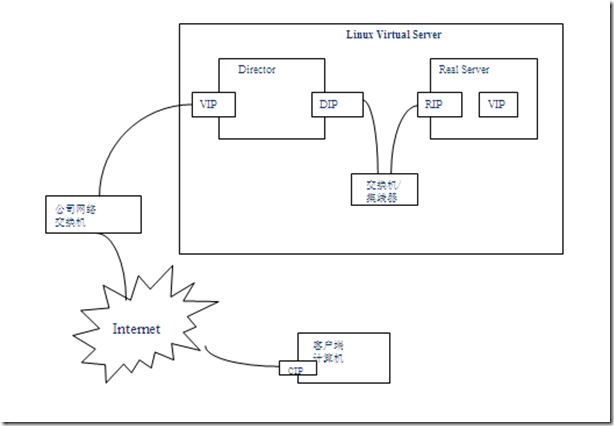 Linux Virtual Server
Director
Real Server
VIP
DIP
RIP
VIP
交换机/
集线器
公司网络
交换机
Internet
客户端
计算机
CIP